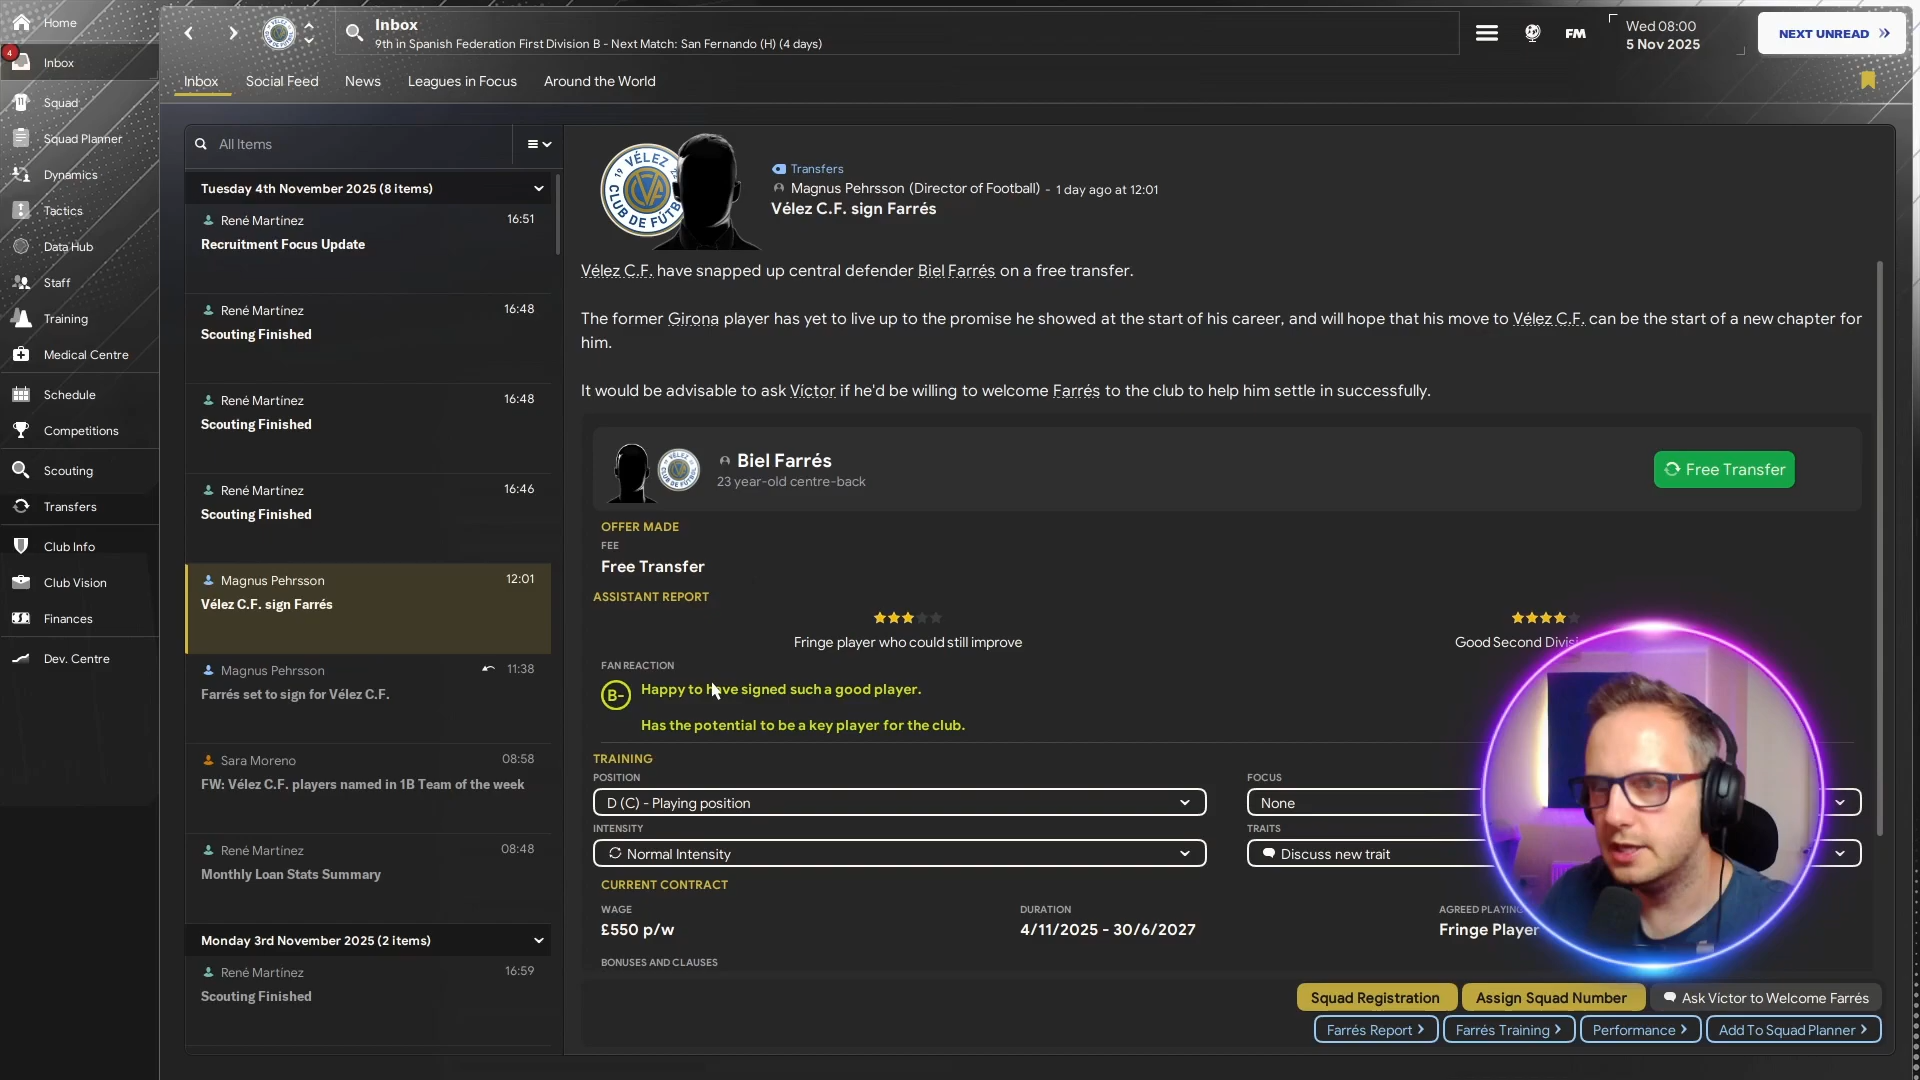 Home
4
Inbox
Squad
Squad Planner
Dynamics
Tactics
Data Hub
Staff
Training
Medical Centre
Schedule
Competitions
Scouting
Transfers
Club Info
Club Vision
Finances
Dev. Centre
Inbox
9th in Spanish Federation First Division B - Next Match: San Fernando (H) (4 days)
FM
Wed 08:00
5 Nov 2025
NEXT UNREAD
Inbox
Social Feed
News
Leagues in Focus
Around the World
All Items
Tuesday 4th November 2025 (8 items)
René Martínez 16:51
Recruitment Focus Update
René Martínez 16:48
Scouting Finished
René Martínez 16:48
Scouting Finished
René Martínez 16:46
Scouting Finished
Magnus Pehrsson 12:01
Vélez C.F. sign Farrés
Magnus Pehrsson 11:38
Farrés set to sign for Vélez C.F.
Sara Moreno 08:58
FW: Vélez C.F. players named in 1B Team of the week
René Martínez 08:48
Monthly Loan Stats Summary
Monday 3rd November 2025 (2 items)
René Martínez 16:59
Scouting Finished
VÉLEZ
CLUB DE FÚTB
Transfers
Magnus Pehrsson (Director of Football) - 1 day ago at 12:01
Vélez C.F. sign Farrés
Vélez C.F. have snapped up central defender Biel Farrés on a free transfer.
The former Girona player has yet to live up to the promise he showed at the start of his career, and will hope that his move to Vélez C.F. can be the start of a new chapter for
him.
It would be advisable to ask Víctor if he'd be willing to welcome Farrés to the club to help him settle in successfully.
Biel Farrés
23 year-old centre-back
Free Transfer
OFFER MADE
FEE
Free Transfer
ASSISTANT REPORT
Fringe player who could still improve
Good Second Divisi
FAN REACTION
B-
Happy to have signed such a good player.
Has the potential to be a key player for the club.
TRAINING
POSITION
D (C) - Playing position
FOCUS
None
INTENSITY
Normal Intensity
TRAITS
Discuss new trait
CURRENT CONTRACT
WAGE
£550 p/w
DURATION
4/11/2025 - 30/6/2027
AGREED PLAYING
Fringe Player
BONUSES AND CLAUSES
Squad Registration
Assign Squad Number
Ask Víctor to Welcome Farrés
Farrés Report
Farrés Training
Performance
Add To Squad Planner